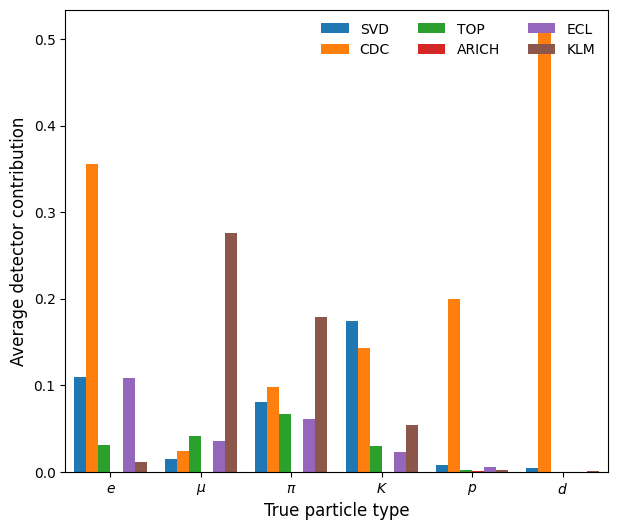 SVD TOP ECL
CDC ARICH KLM
Average detector contribution
0.5
0.4
0.3
0.2
0.1
0.0
e μ π K p d
True particle type